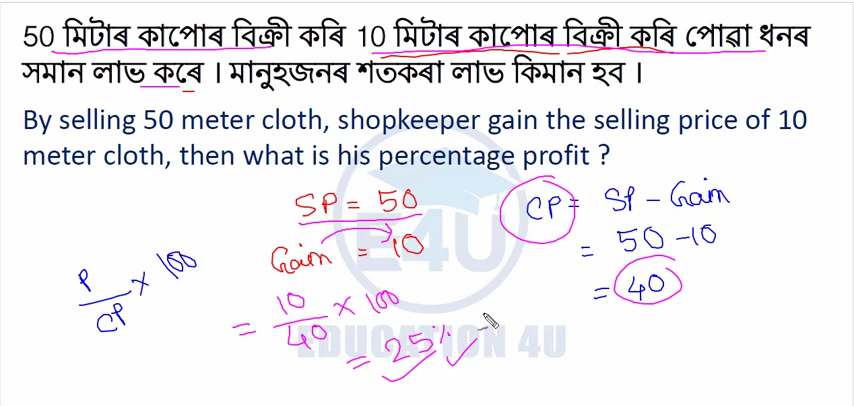 50 মিটাৰ কাপোৰ বিক্ৰী কৰি 10 মিটাৰ কাপোৰ বিক্ৰী কৰি পোৱা ধনৰ
সমান লাভ কৰে । মানুহজনৰ শতকৰা লাভ কিমান হব ।
By selling 50 meter cloth, shopkeeper gain the selling price of 10
meter cloth, then what is his percentage profit ?
SP = 50
Gain = 10
P/CP × 100
= 10/40 × 100
= 25%
CP = SP - Gain
= 50 - 10
= 40
E4U
EDUCATION 4U